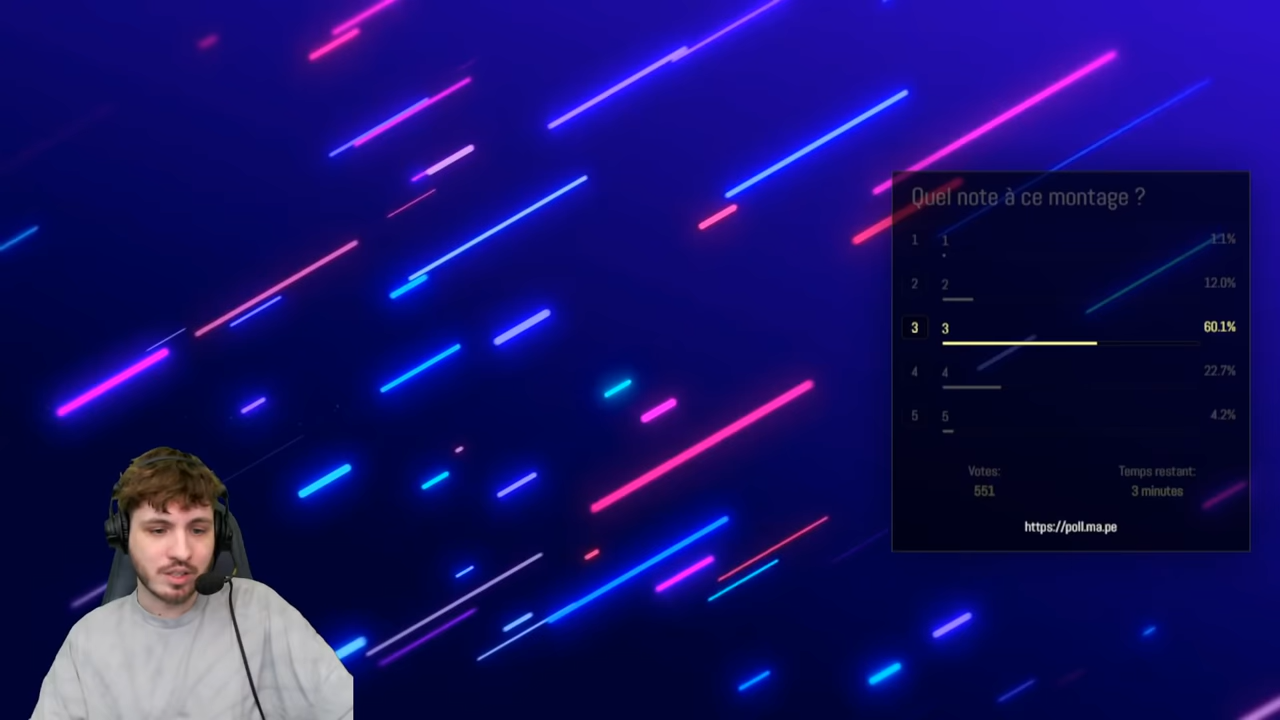 Quel note à ce montage ?
1 1 1.1%
2 2 12.0%
3 3 60.1%
4 4 22.7%
5 5 4.2%
Votes: Temps restant:
551 3 minutes
https://poll.ma.pe